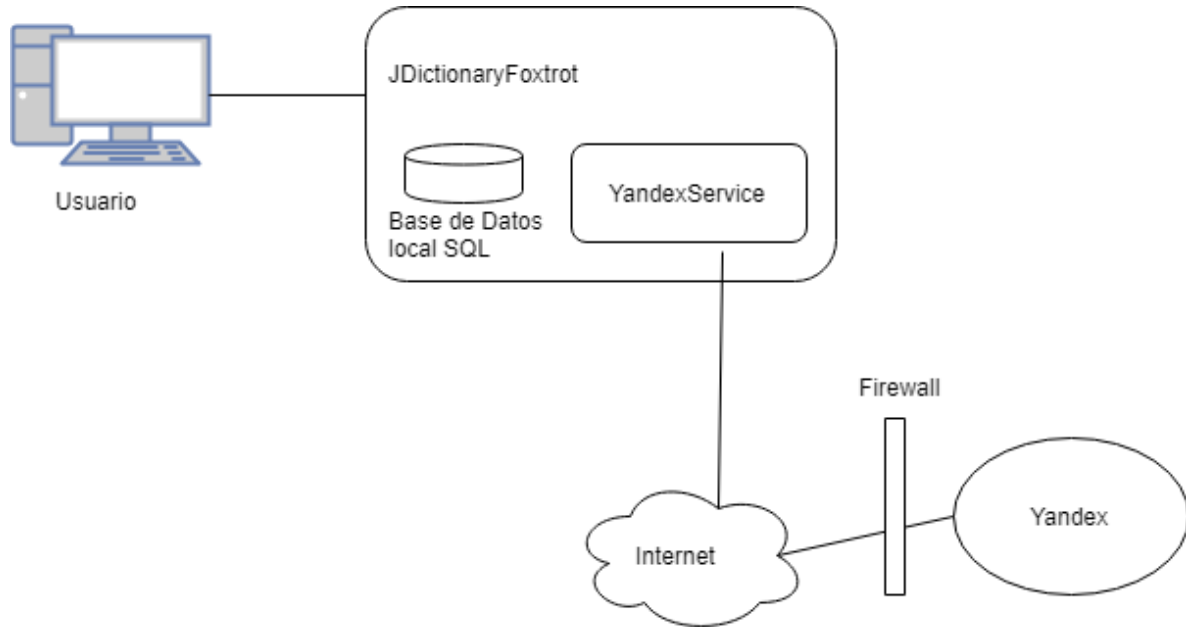 JDictionaryFoxtrot
YandexService
Base de Datos
local SQL
Usuario
Firewall
Yandex
Internet